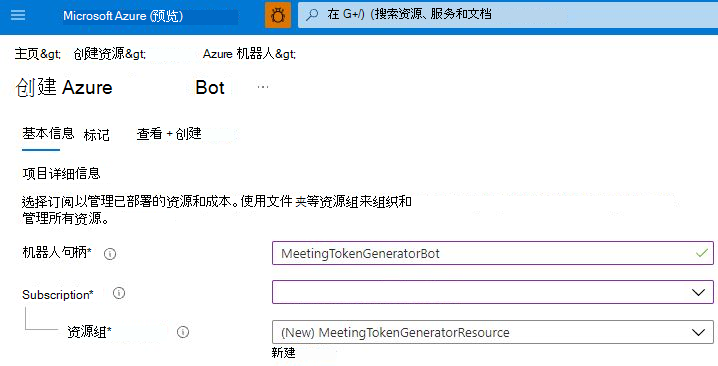 Microsoft Azure (预览)
在 G+/) (搜索资源、服务和文档
主页&gt; 创建资源&gt; Azure 机器人&gt;
创建 Azure Bot ...
基本信息 标记 查看 + 创建
项目详细信息
选择订阅以管理已部署的资源和成本。使用文件夹等资源组来组织和
管理所有资源。
机器人句柄* MeetingTokenGeneratorBot
Subscription*
资源组* (New) MeetingTokenGeneratorResource
新建